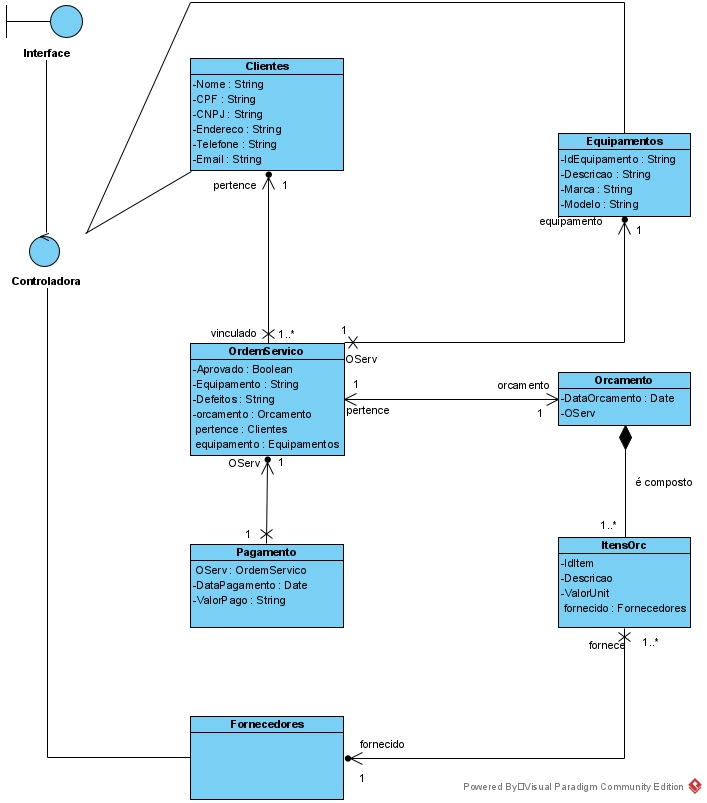 Interface
Clientes
-Nome : String
-CPF : String
-CNPJ : String
-Endereco : String
-Telefone : String
-Email : String
pertence
1
Equipamentos
-IdEquipamento : String
-Descricao : String
-Marca : String
-Modelo : String
equipamento
1
Controladora
vinculado
1..*
1
OServ
OrdemServico
-Aprovado : Boolean
-Equipamento : String
-Defeitos : String
-orcamento : Orcamento
pertence : Clientes
equipamento : Equipamentos
1
pertence
orcamento
1
Orcamento
-DataOrcamento : Date
-OServ
OServ
1
é composto
1..*
1
Pagamento
OServ : OrdemServico
-DataPagamento : Date
-ValorPago : String
ItensOrc
-IdItem
-Descricao
-ValorUnit
fornecido : Fornecedores
fornece
1..*
Fornecedores
fornecido
1
Powered By Visual Paradigm Community Edition